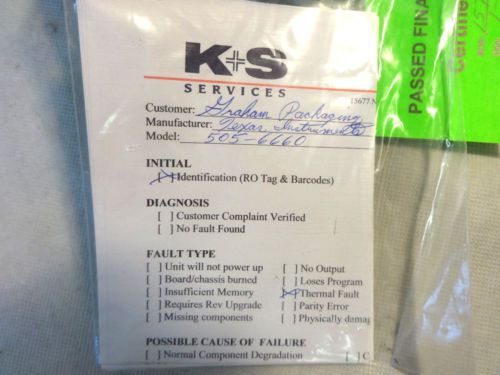 K+S
SERVICES
15677 N
Customer: Graham Packaging
Manufacturer: Texas Instruments
Model: 505-6660
INITIAL
[X] Identification (RO Tag & Barcodes)
DIAGNOSIS
[ ] Customer Complaint Verified
[ ] No Fault Found
FAULT TYPE
[ ] Unit will not power up [ ] No Output
[ ] Board/chassis burned [ ] Loses Program
[ ] Insufficient Memory [X] Thermal Fault
[ ] Requires Rev Upgrade [ ] Parity Error
[ ] Missing components [ ] Physically damag
POSSIBLE CAUSE OF FAILURE
[ ] Normal Component Degradation [ ] C
PASSED FINA
Certifie